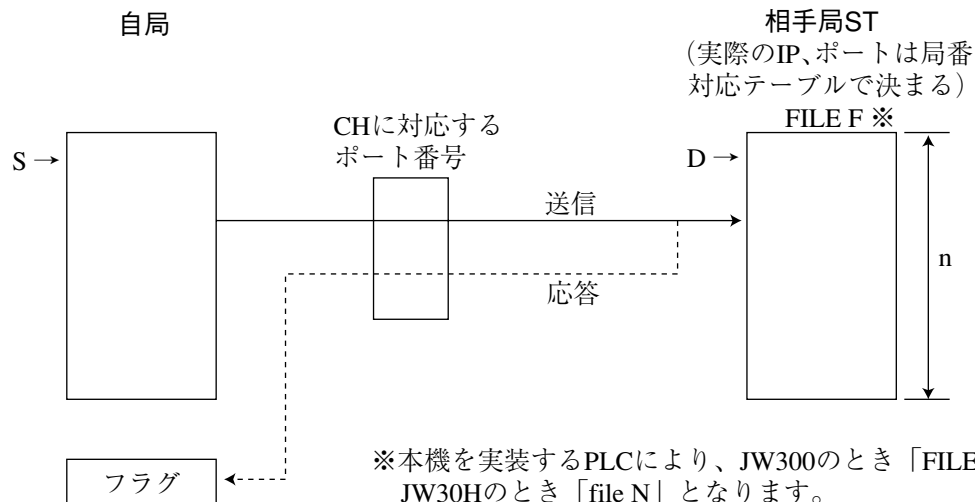 自局
相手局ST
(実際のIP、ポートは局番
対応テーブルで決まる)
FILE F ※
CHに対応する
ポート番号
S →
D →
送信
応答
n
フラグ
※本機を実装するPLCにより、JW300のとき「FILE
JW30Hのとき「file N」となります。